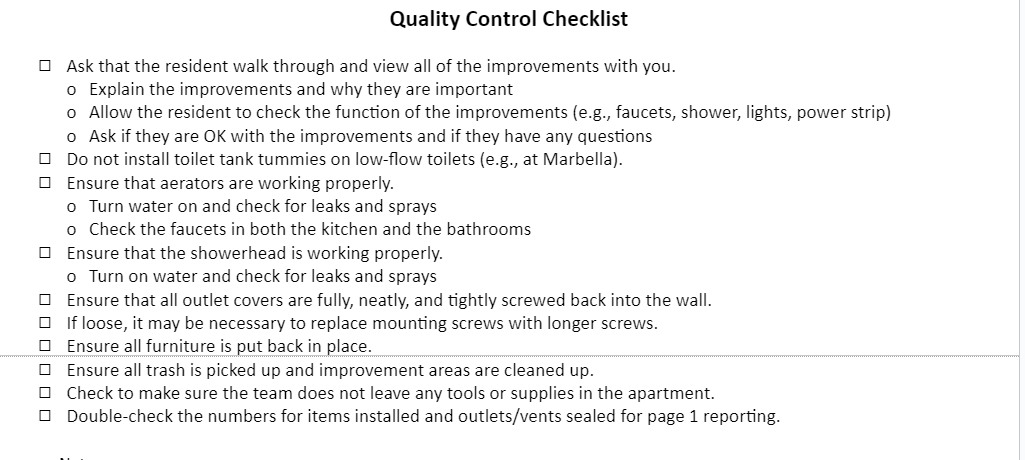 Quality Control Checklist
☐ Ask that the resident walk through and view all of the improvements with you.
o Explain the improvements and why they are important
o Allow the resident to check the function of the improvements (e.g., faucets, shower, lights, power strip)
o Ask if they are OK with the improvements and if they have any questions
☐ Do not install toilet tank tummies on low-flow toilets (e.g., at Marbella).
☐ Ensure that aerators are working properly.
o Turn water on and check for leaks and sprays
o Check the faucets in both the kitchen and the bathrooms
☐ Ensure that the showerhead is working properly.
o Turn on water and check for leaks and sprays
☐ Ensure that all outlet covers are fully, neatly, and tightly screwed back into the wall.
☐ If loose, it may be necessary to replace mounting screws with longer screws.
☐ Ensure all furniture is put back in place.
☐ Ensure all trash is picked up and improvement areas are cleaned up.
☐ Check to make sure the team does not leave any tools or supplies in the apartment.
☐ Double-check the numbers for items installed and outlets/vents sealed for page 1 reporting.